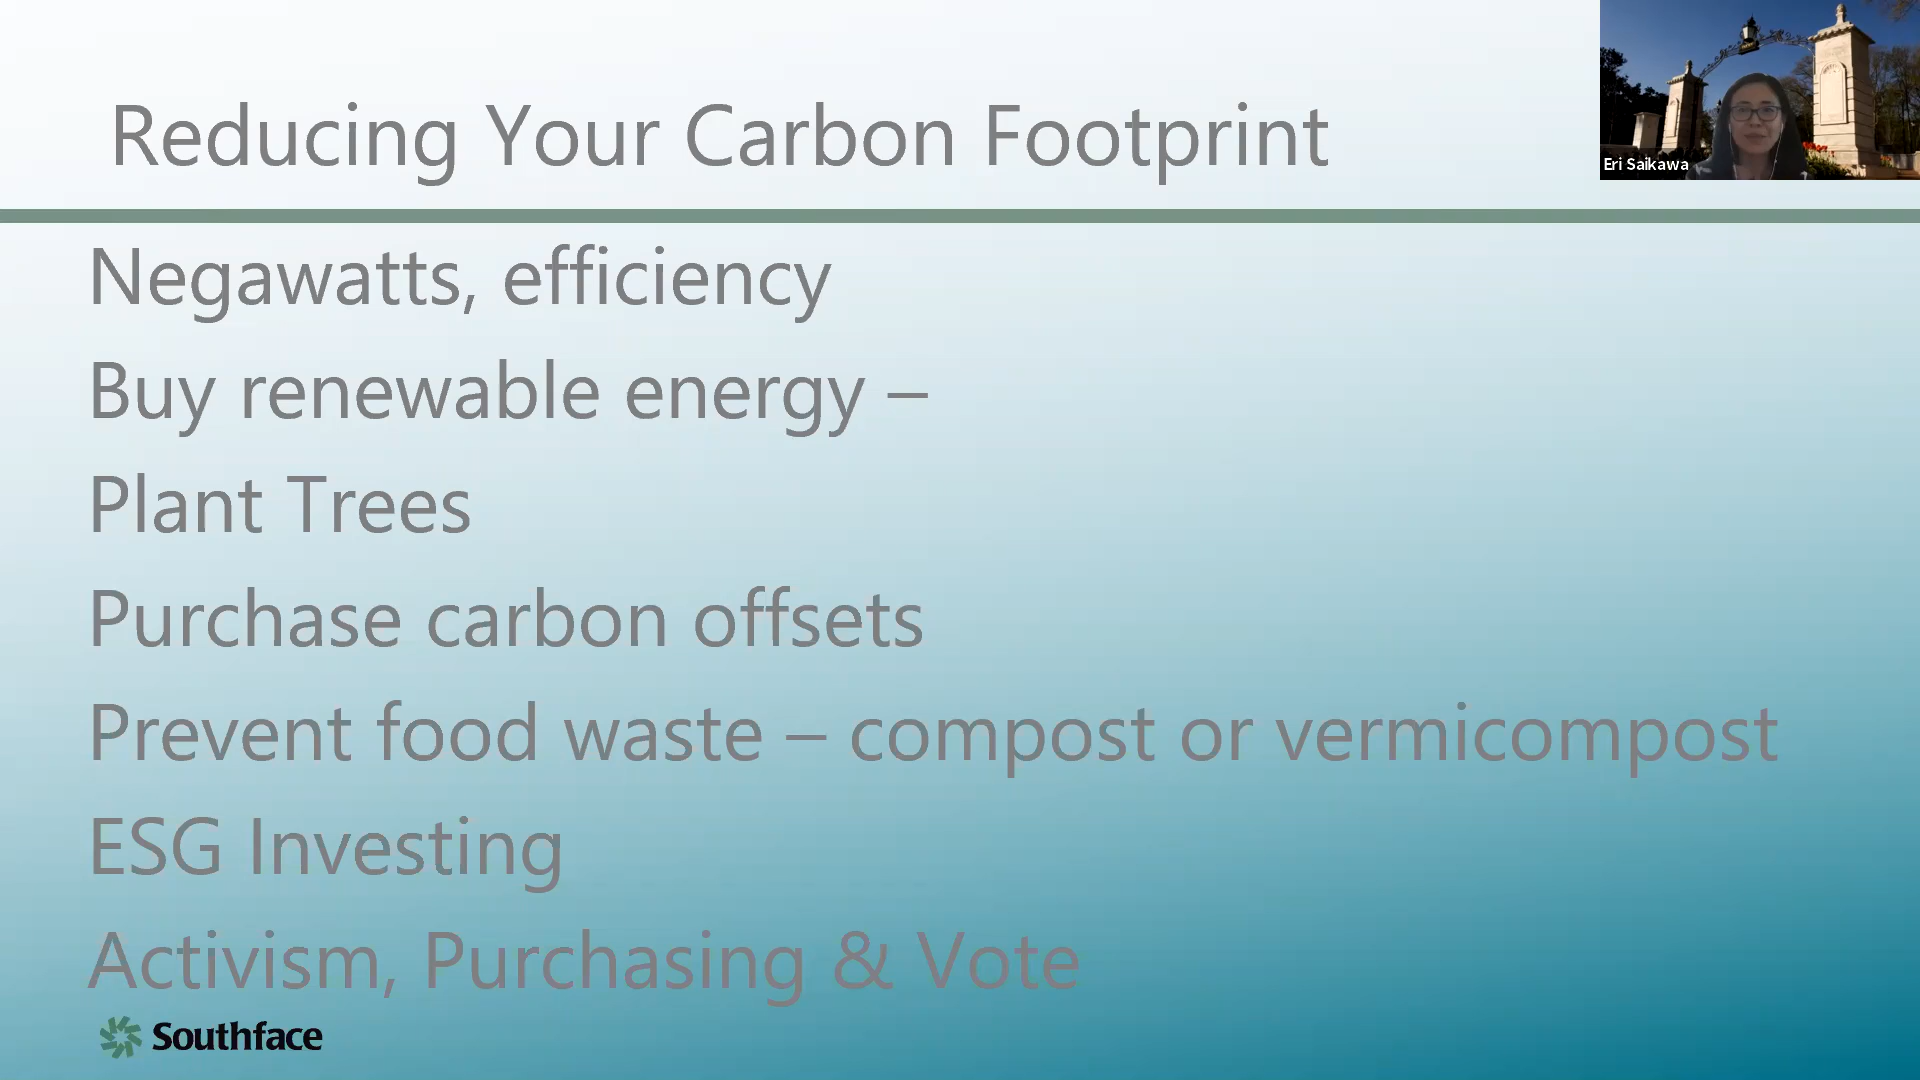 Reducing Your Carbon Footprint
Eri Saikawa
Negawatts, efficiency
Buy renewable energy –
Plant Trees
Purchase carbon offsets
Prevent food waste – compost or vermicompost
ESG Investing
Activism, Purchasing & Vote
Southface